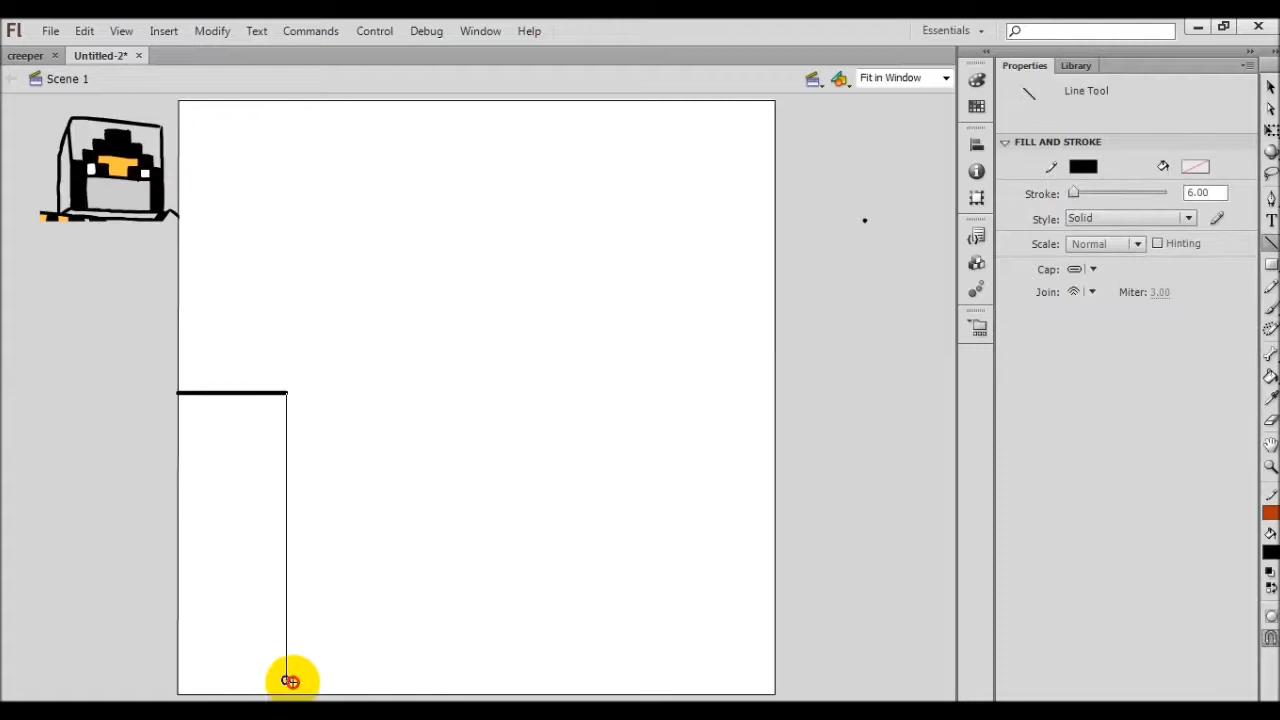 Fl File Edit View Insert Text Commands Control Debug Window Help Essentials
creeper × Untitled-2* ×
Scene 1 Fit in Window
Properties Library
Line Tool
FILL AND STROKE
Stroke: 6.00
Style: Solid
Scale: Normal Hinting
Cap:
Join: Miter: 3.00
T